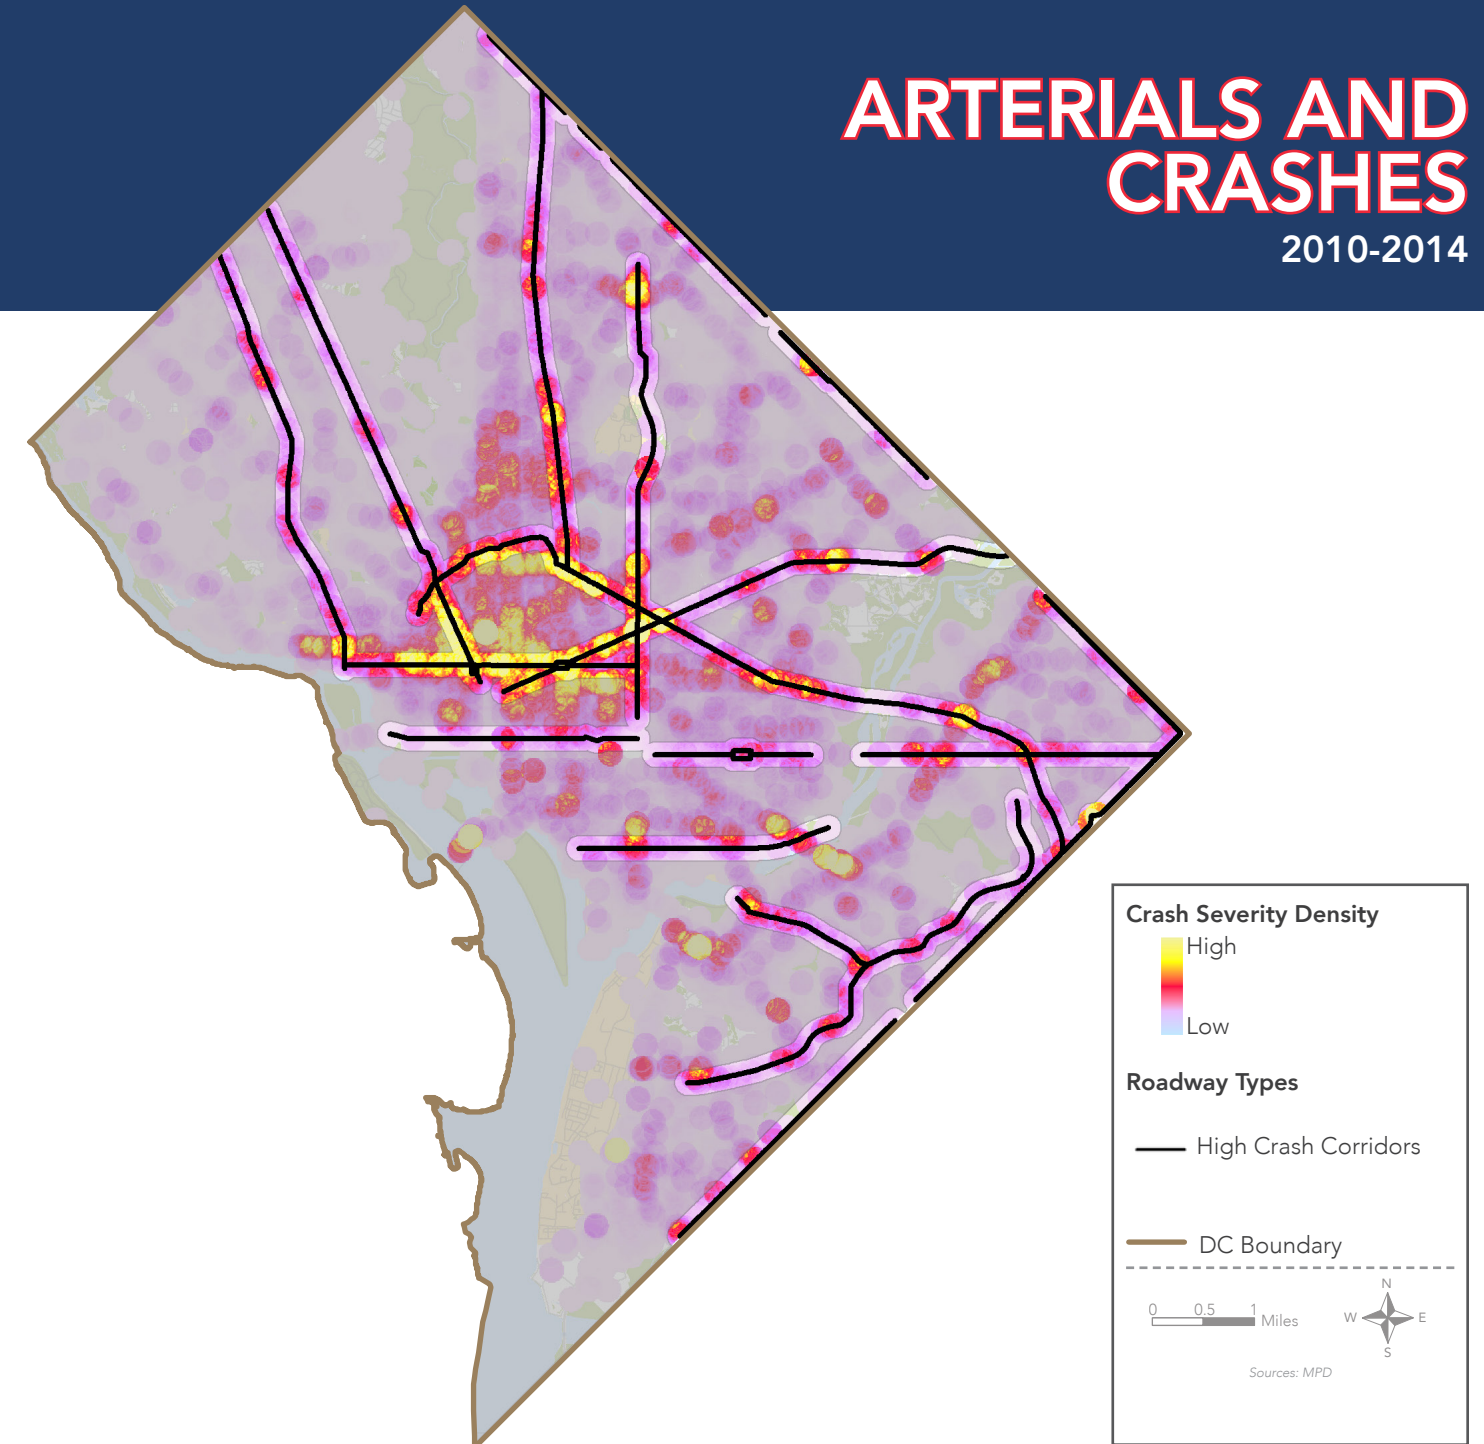 ARTERIALS AND
CRASHES
2010-2014
Crash Severity Density
High
Low
Roadway Types
High Crash Corridors
DC Boundary
N
0 0.5 1
Miles
W E
S
Sources: MPD